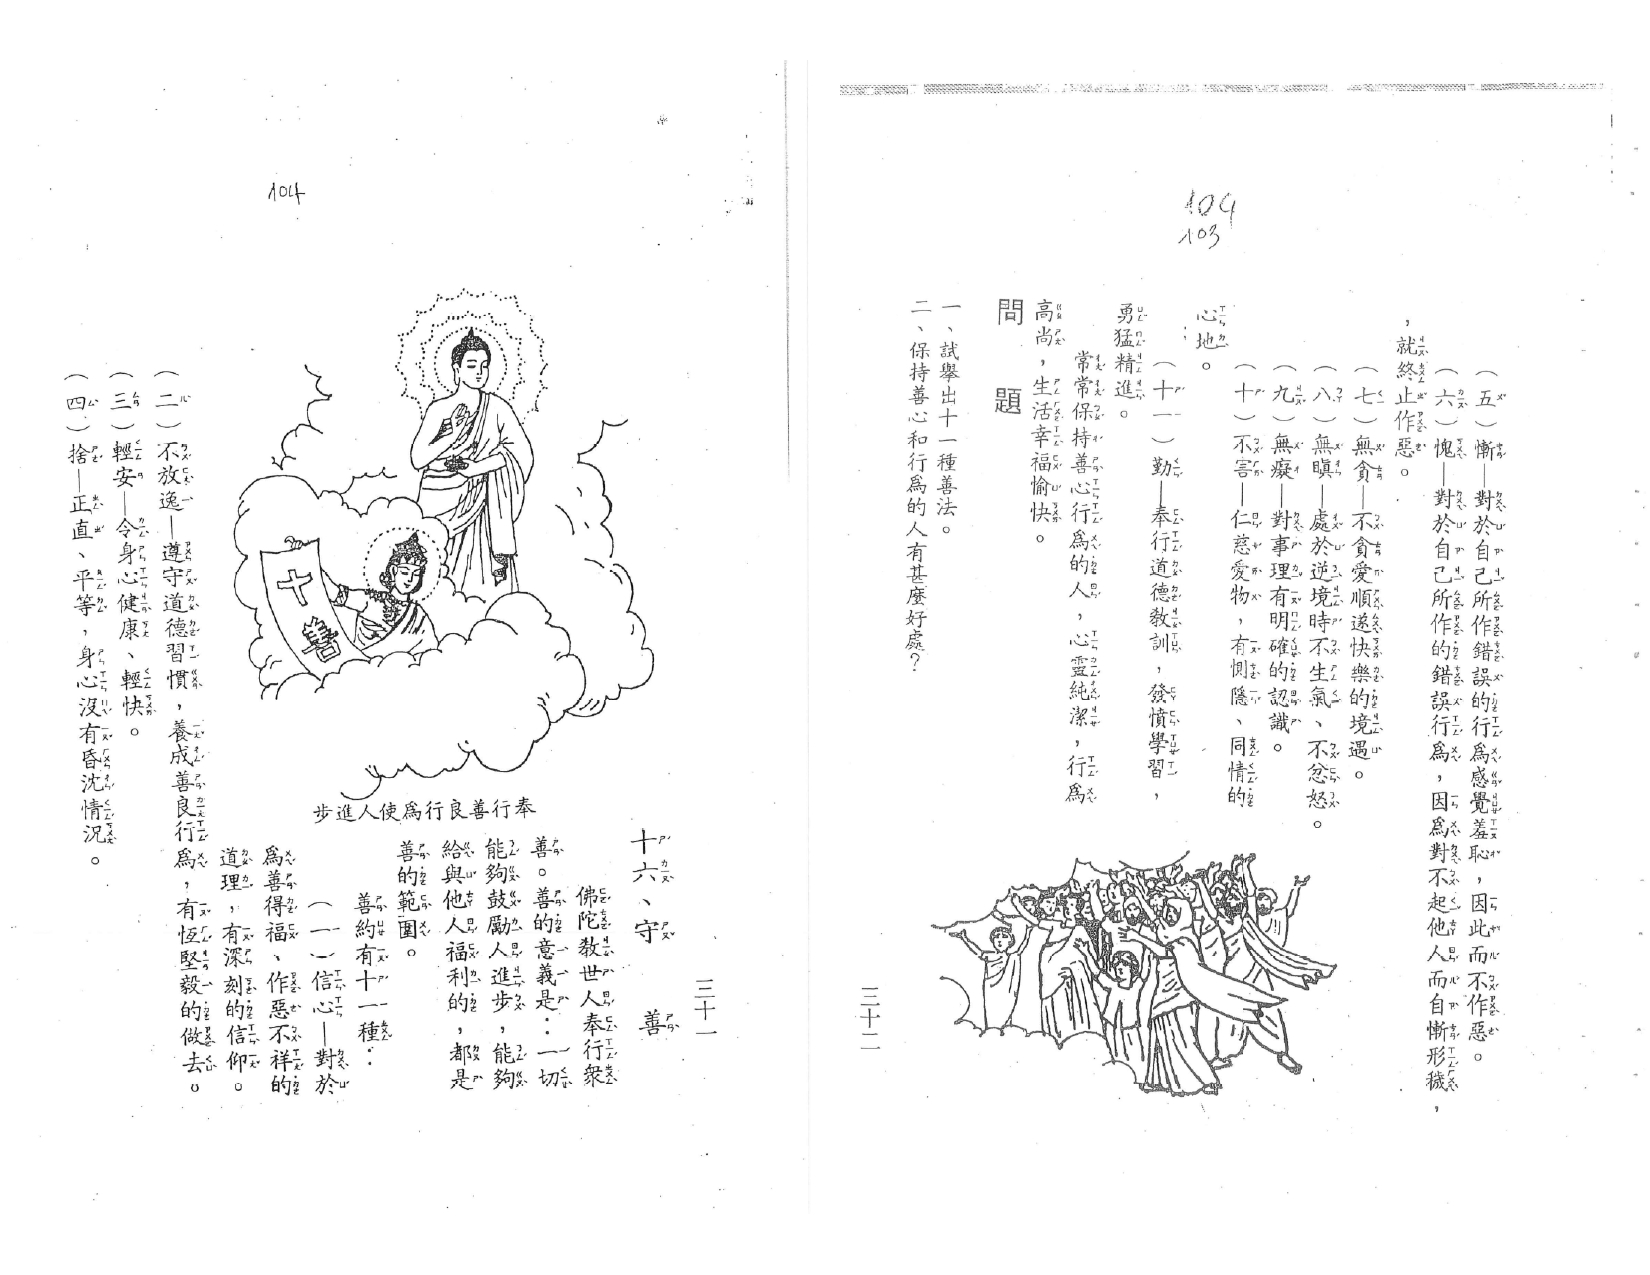 104
十善
奉行善良行爲使人進步
三十一
十六、守　善
佛陀教世人奉行衆
善。善的意義是：一切
能夠鼓勵人進步，能夠
給與他人福利的，都是
善的範圍。
善約有十一種：
（一）信心—對於
爲善得福、作惡不祥的
道理，有深刻的信仰。
（二）不放逸—遵守道德習慣，養成善良行爲，有恆堅毅的做去。
（三）輕安—令身心健康、輕快。
（四）捨—正直、平等，身心沒有昏沈情況。
104
103
（五）慚—對於自己所作錯誤的行爲感覺羞恥，因此而不作惡。
（六）愧—對於自己所作的錯誤行爲，因爲對不起他人而自慚形穢，
，就終止作惡。
（七）無貪—不貪愛順遂快樂的境遇。
（八）無瞋—處於逆境時不生氣、不忿怒。
（九）無癡—對事理有明確的認識。
（十）不害—仁慈愛物，有惻隱、同情的
心地。
（十一）勤—奉行道德教訓，發憤學習，
勇猛精進。
常常保持善心行爲的人，心靈純潔，行爲
高尚，生活幸福愉快。
問　題
一、試舉出十一種善法。
二、保持善心和行爲的人有甚麼好處？
三十二